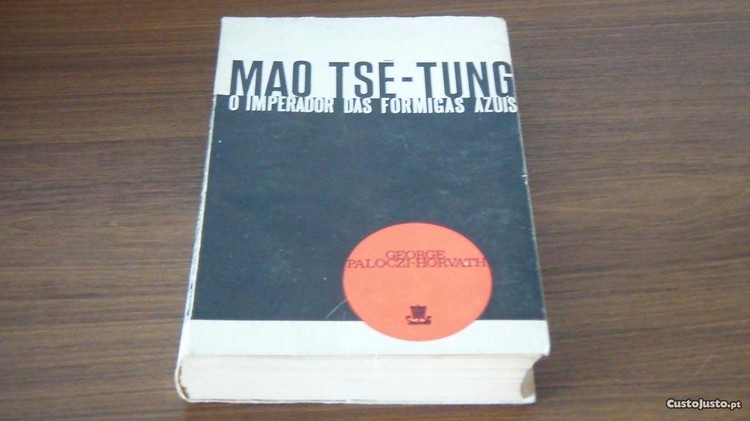 MAO TSÉ-TUNG
O IMPERADOR DAS FORMIGAS AZUIS
GEORGE
PALOCZI-HORVATH
CustoJusto.pt